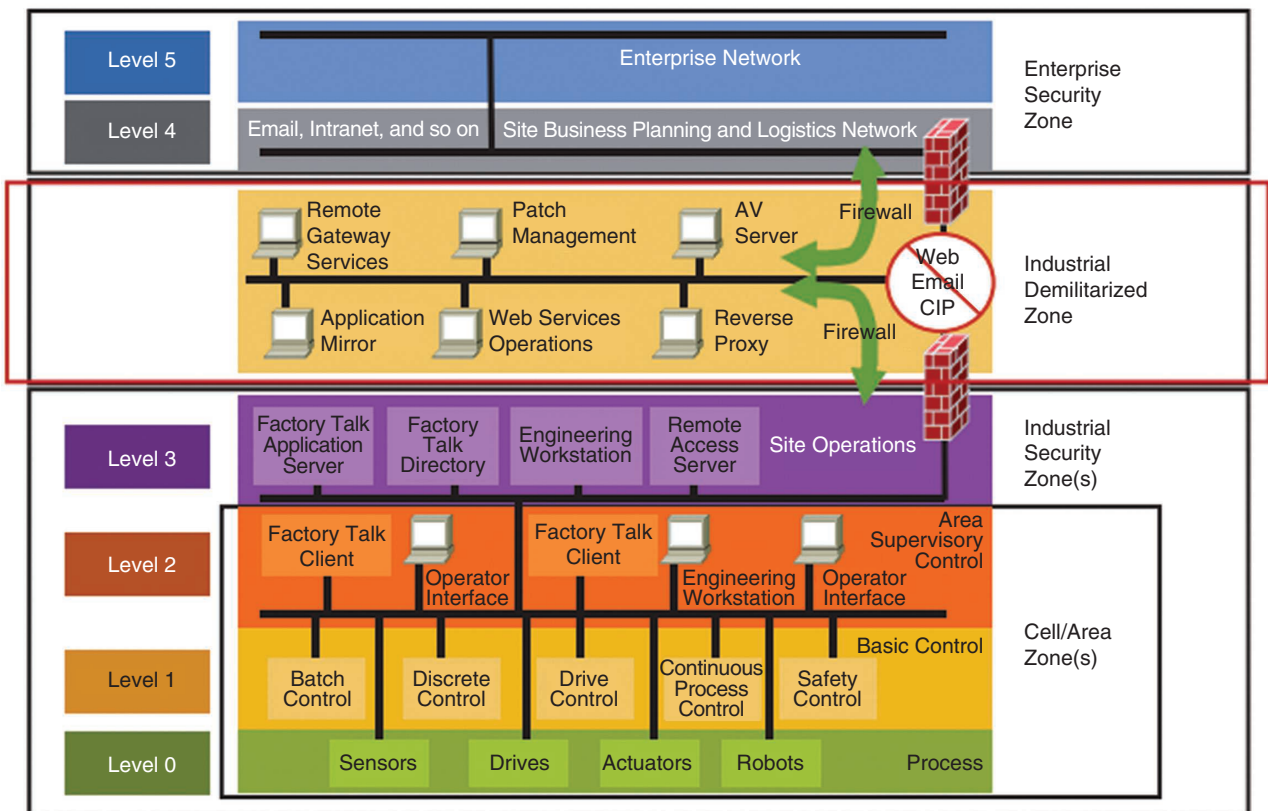 Level 5
Enterprise Network
Enterprise
Security
Zone
Level 4
Email, Intranet, and so on
Site Business Planning and Logistics Network
Remote
Gateway
Services
Patch
Management
AV
Server
Firewall
Web
Email
CIP
Industrial
Demilitarized
Zone
Application
Mirror
Web Services
Operations
Reverse
Proxy
Firewall
Level 3
Factory Talk
Application
Server
Factory
Talk
Directory
Engineering
Workstation
Remote
Access
Server
Site Operations
Industrial
Security
Zone(s)
Level 2
Factory Talk
Client
Operator
Interface
Factory Talk
Client
Engineering
Workstation
Operator
Interface
Area
Supervisory
Control
Level 1
Basic Control
Batch
Control
Discrete
Control
Drive
Control
Continuous
Process
Control
Safety
Control
Cell/Area
Zone(s)
Level 0
Sensors
Drives
Actuators
Robots
Process